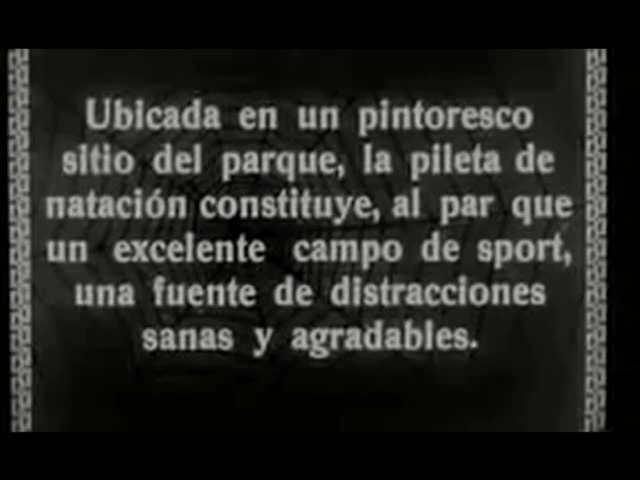 Ubicada en un pintoresco
sitio del parque, la pileta de
natación constituye, al par que
un excelente campo de sport,
una fuente de distracciones
sanas y agradables.